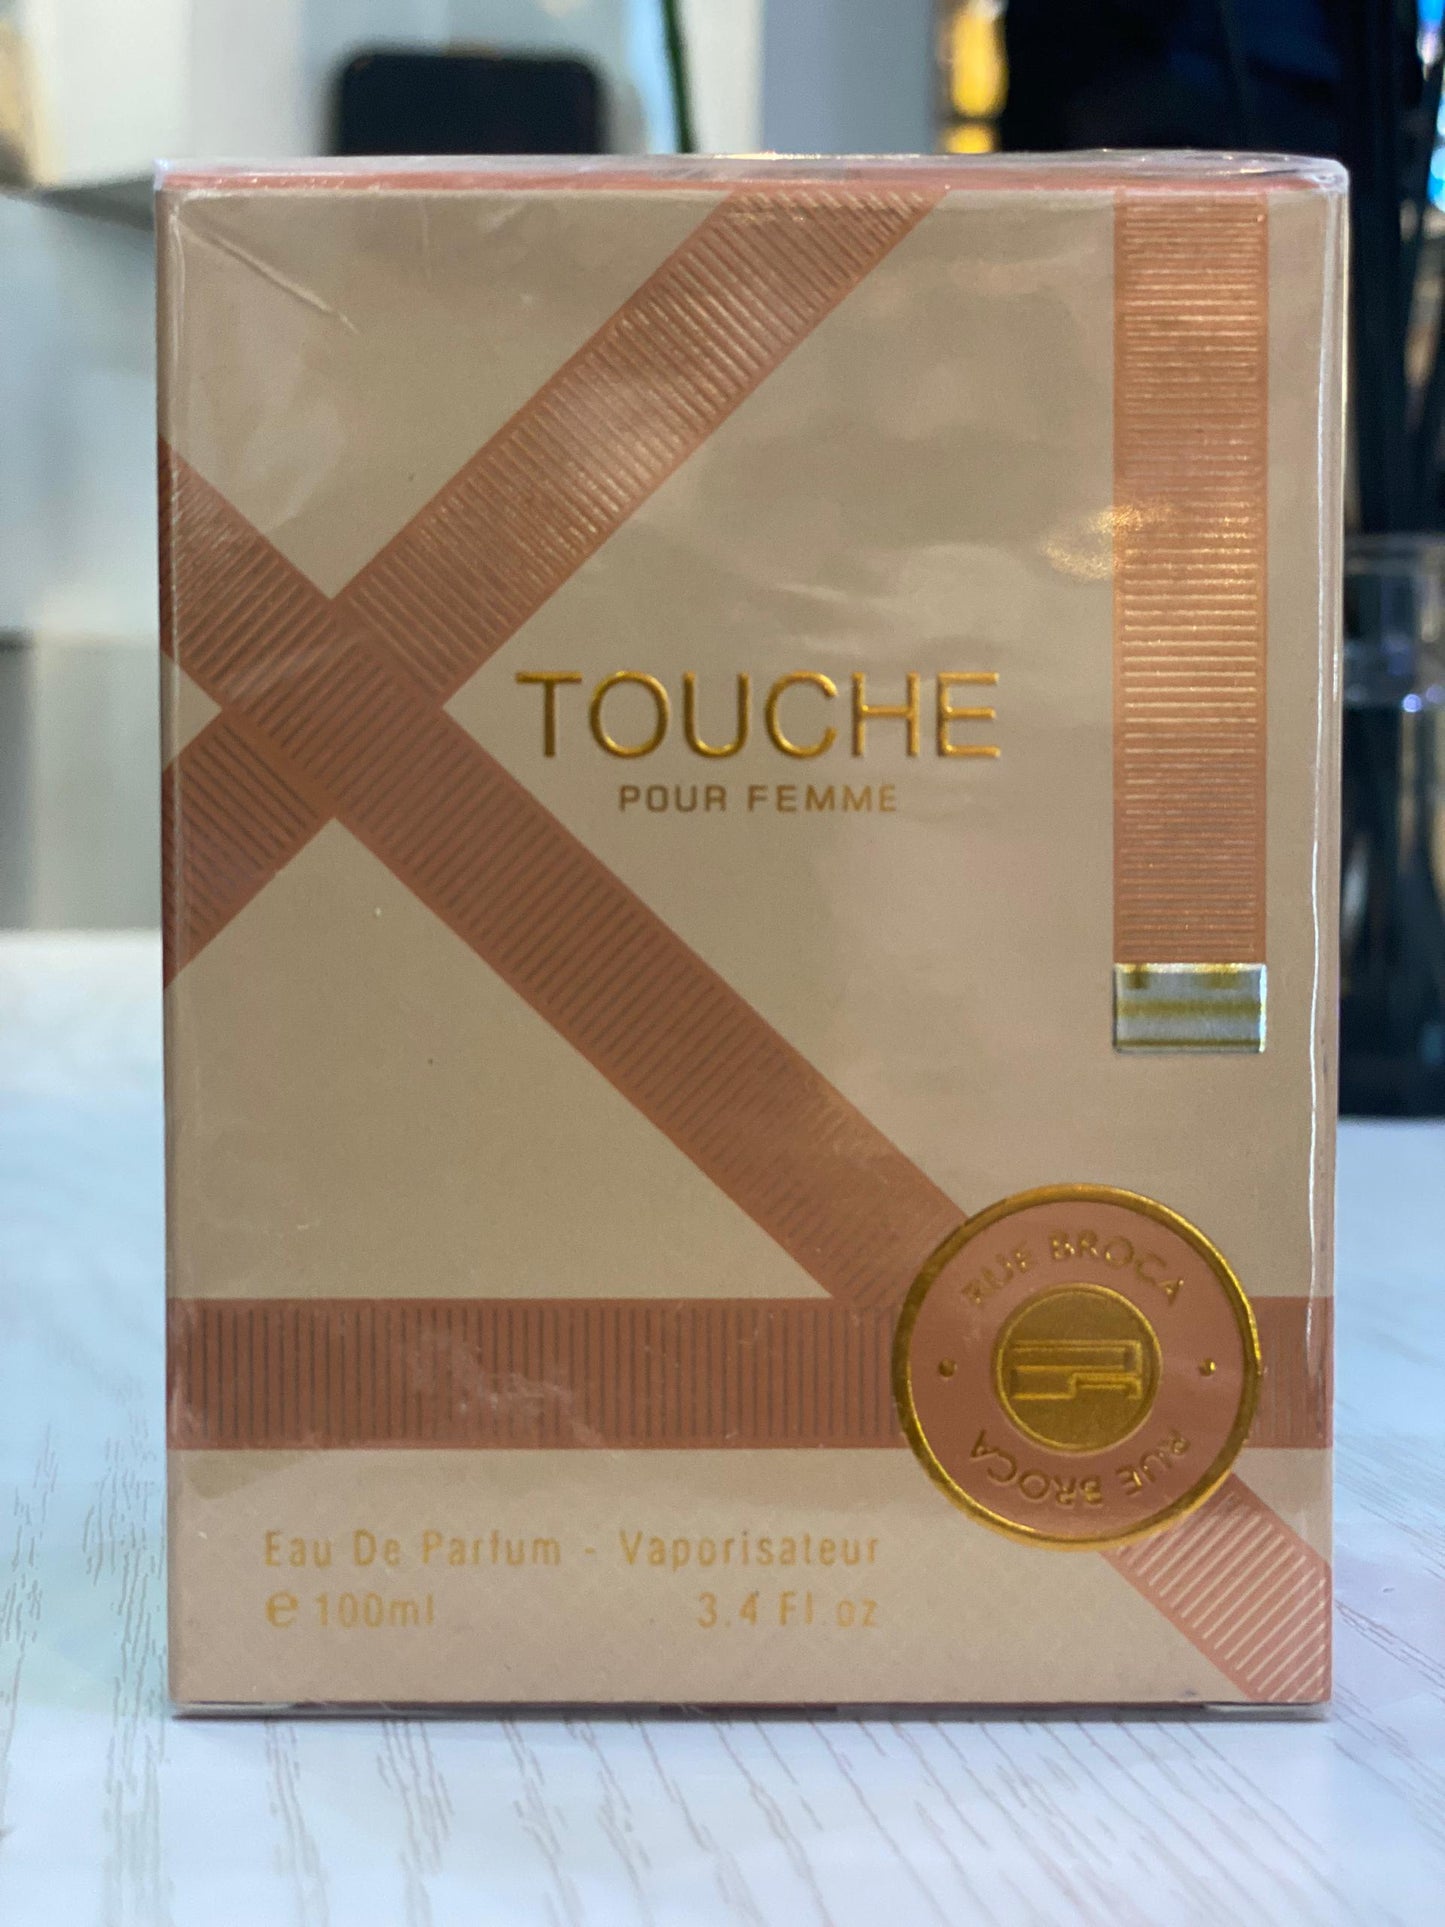 TOUCHE
POUR FEMME
RUE BROCA
RUE BROCA
Eau De Parfum - Vaporisateur
e 100ml 3.4 Fl.oz